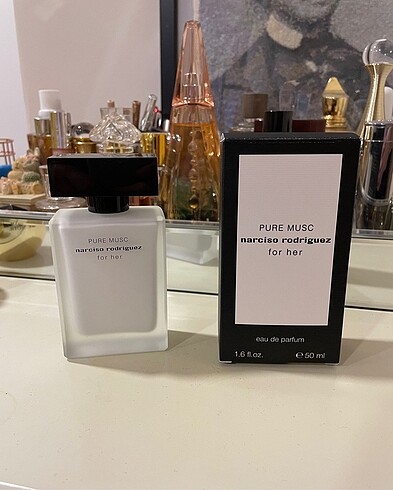 PURE MUSC
narciso rodriguez
for her
PURE MUSC
narciso rodriguez
for her
eau de parfum
1.6 fl.oz. ℮ 50 ml